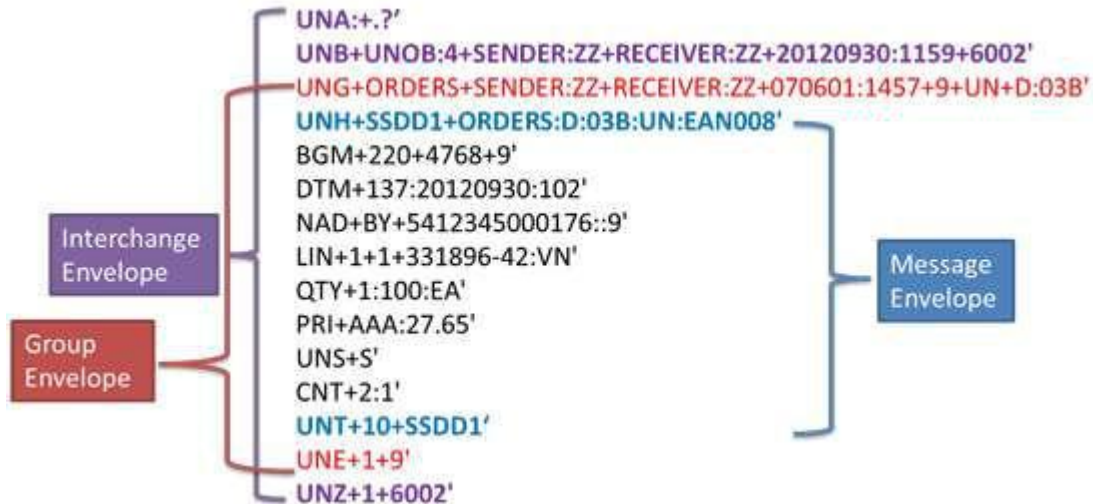 UNA:+.?’
UNB+UNOB:4+SENDER:ZZ+RECEIVER:ZZ+20120930:1159+6002'
UNG+ORDERS+SENDER:ZZ+RECEIVER:ZZ+070601:1457+9+UN+D:03B'
UNH+SSDD1+ORDERS:D:03B:UN:EAN008'
BGM+220+4768+9'
DTM+137:20120930:102'
NAD+BY+5412345000176::9'
LIN+1+1+331896-42:VN'
QTY+1:100:EA'
PRI+AAA:27.65'
UNS+S'
CNT+2:1'
UNT+10+SSDD1’
UNE+1+9'
UNZ+1+6002'
Interchange
Envelope
Group
Envelope
Message
Envelope